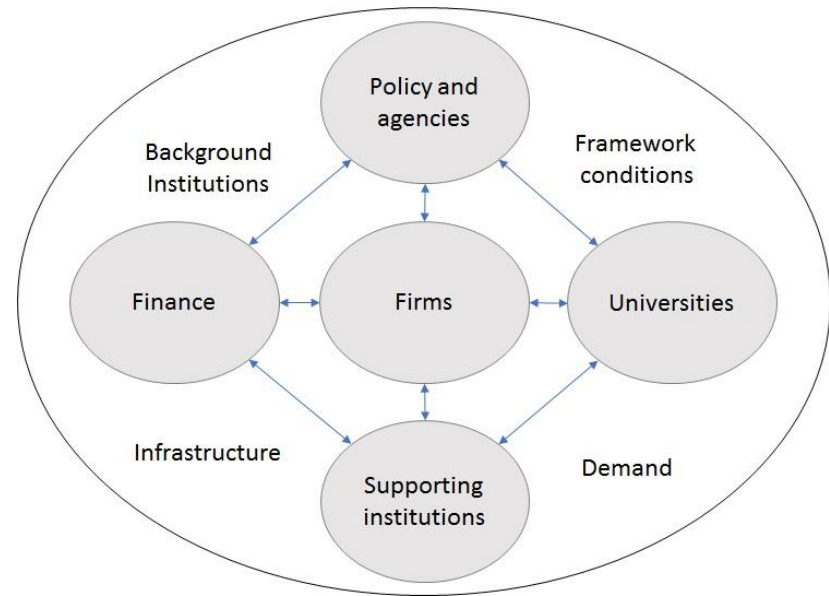 Policy and
agencies
Background
Institutions
Framework
conditions
Finance
Firms
Universities
Infrastructure
Demand
Supporting
institutions